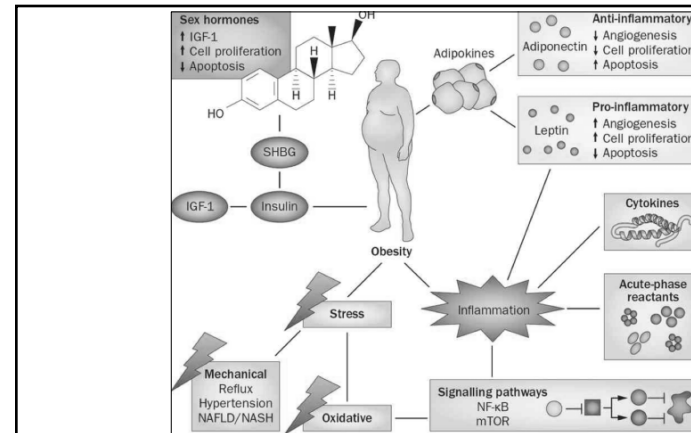 Sex hormones
↑ IGF-1
↑ Cell proliferation
↓ Apoptosis
OH
H
H
H
HO
SHBG
IGF-1
Insulin
Obesity
Adipokines
Anti-inflammatory
Adiponectin
↓ Angiogenesis
↓ Cell proliferation
↑ Apoptosis
Pro-inflammatory
Leptin
↑ Angiogenesis
↑ Cell proliferation
↓ Apoptosis
Cytokines
Acute-phase
reactants
Inflammation
Stress
Mechanical
Reflux
Hypertension
NAFLD/NASH
Oxidative
Signalling pathways
NF-κB
mTOR